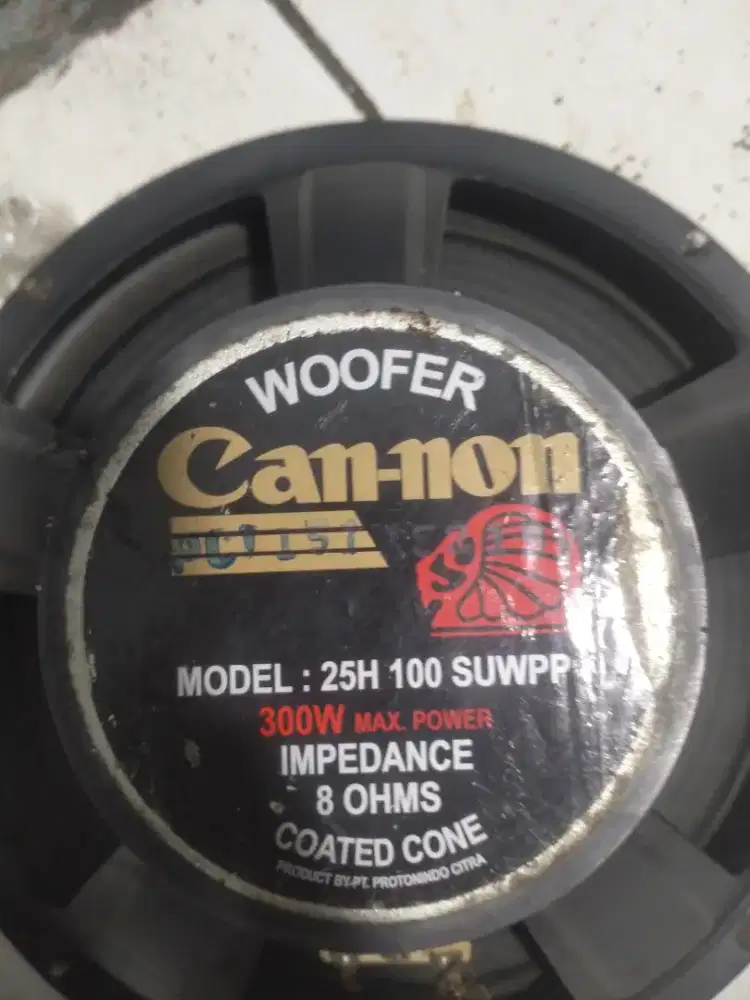 WOOFER
Can-non
MODEL : 25H 100 SUWPP
300W MAX. POWER
IMPEDANCE
8 OHMS
COATED CONE
PRODUCT BY-PT. PROTONINDO CITRA